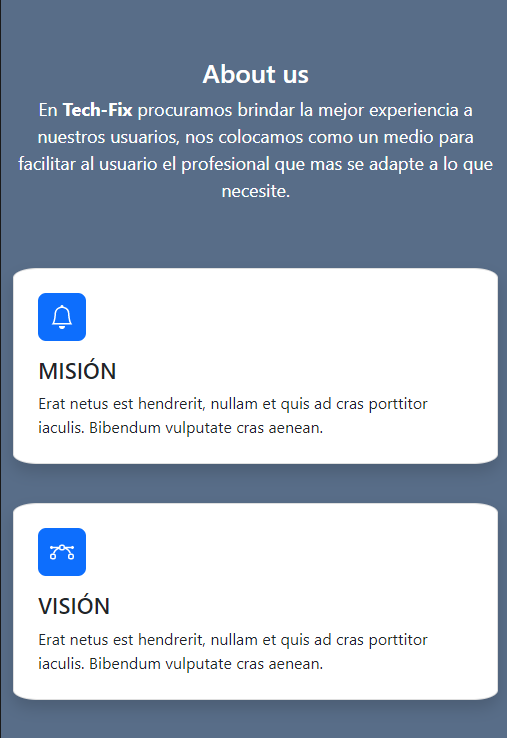 About us
En Tech-Fix procuramos brindar la mejor experiencia a
nuestros usuarios, nos colocamos como un medio para
facilitar al usuario el profesional que mas se adapte a lo que
necesite.
MISIÓN
Erat netus est hendrerit, nullam et quis ad cras porttitor
iaculis. Bibendum vulputate cras aenean.
VISIÓN
Erat netus est hendrerit, nullam et quis ad cras porttitor
iaculis. Bibendum vulputate cras aenean.